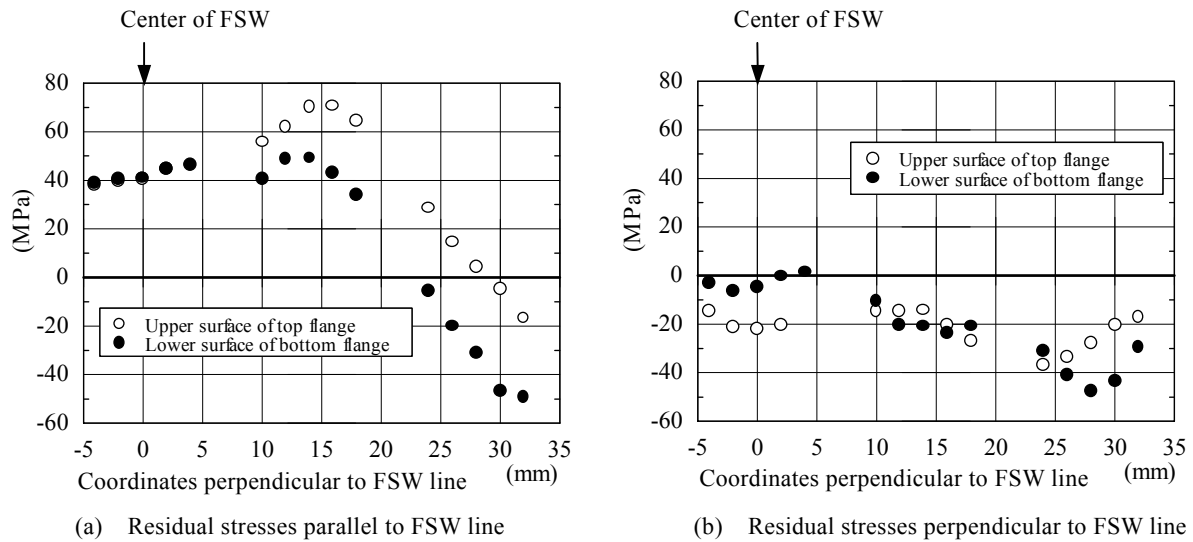 Center of FSW
80
60
40
20
0
-20
-40
-60
(MPa)
Upper surface of top flange
Lower surface of bottom flange
-5 0 5 10 15 20 25 30 35
Coordinates perpendicular to FSW line (mm)
(a) Residual stresses parallel to FSW line
Center of FSW
80
60
40
20
0
-20
-40
-60
(MPa)
Upper surface of top flange
Lower surface of bottom flange
-5 0 5 10 15 20 25 30 35
Coordinates perpendicular to FSW line (mm)
(b) Residual stresses perpendicular to FSW line